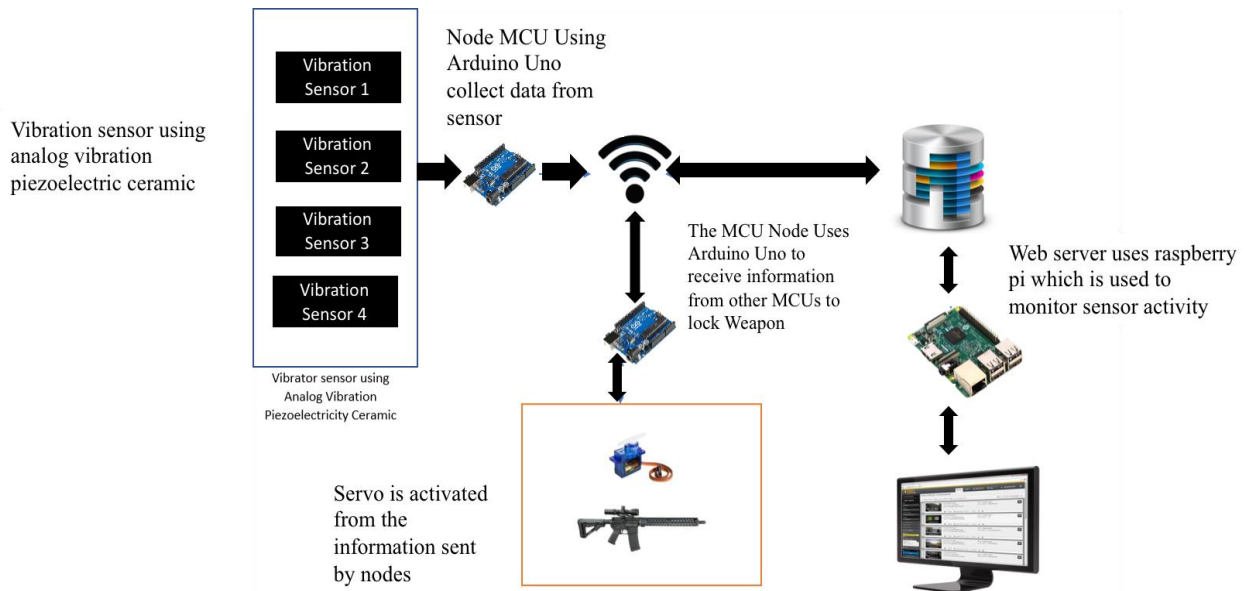 Vibration sensor using
analog vibration
piezoelectric ceramic
Vibration
Sensor 1
Vibration
Sensor 2
Vibration
Sensor 3
Vibration
Sensor 4
Vibrator sensor using
Analog Vibration
Piezoelectricity Ceramic
Node MCU Using
Arduino Uno
collect data from
sensor
The MCU Node Uses
Arduino Uno to
receive information
from other MCUs to
lock Weapon
Web server uses raspberry
pi which is used to
monitor sensor activity
Servo is activated
from the
information sent
by nodes